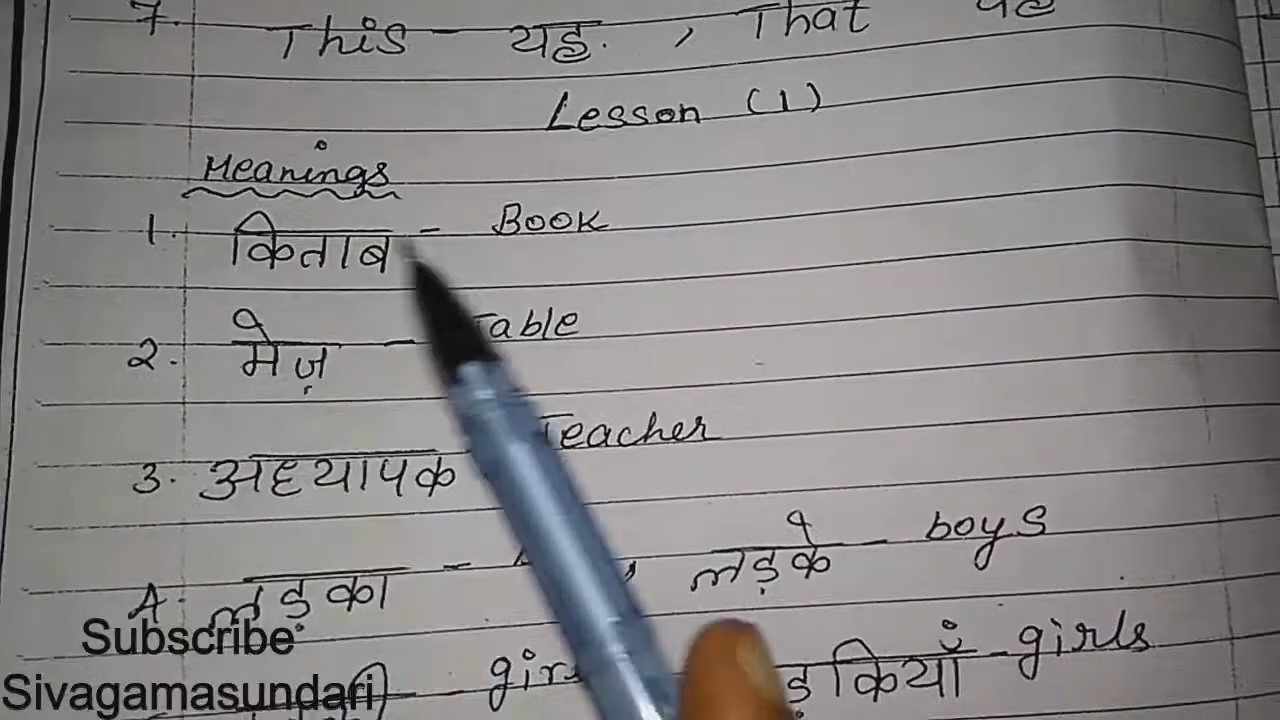 7. This - यह. , That
Lesson (1)
Meanings
1. किताब - Book
2. मेज़ - Table
3. अध्यापक Teacher
4. लड़का - , लड़के - boys
girls
Subscribe
Sivagamasundari